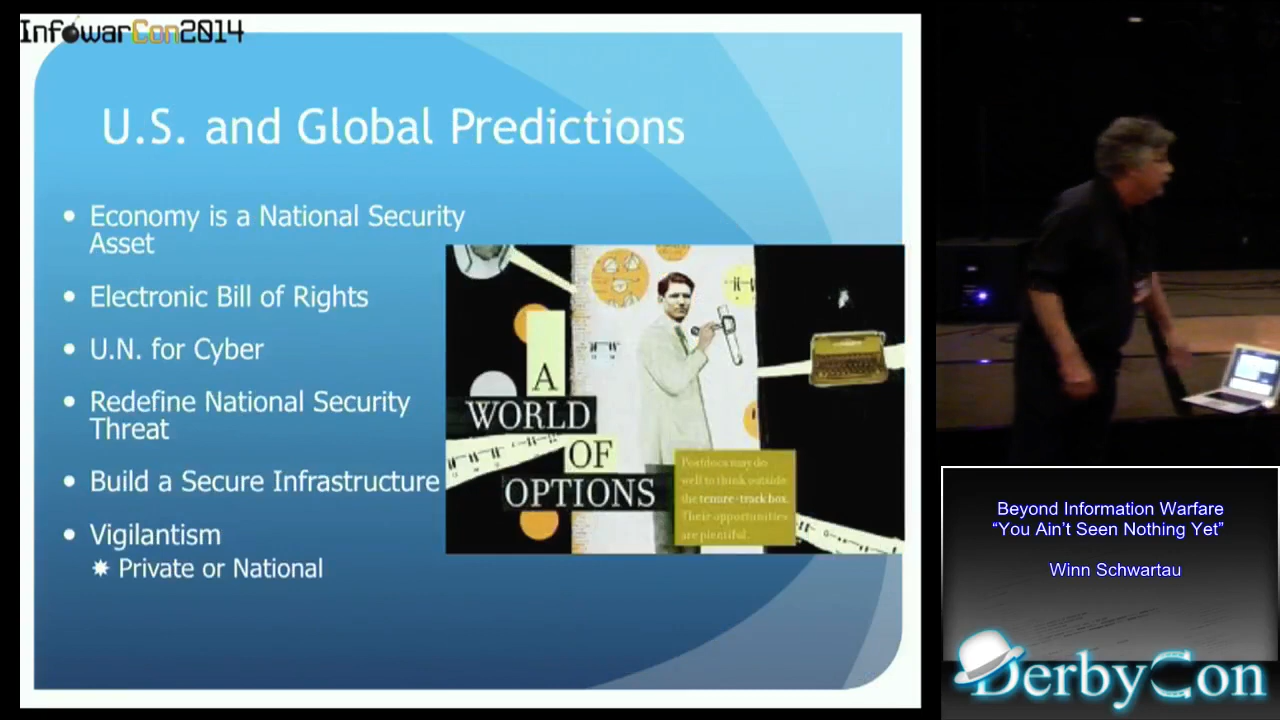 InfowarCon2014
U.S. and Global Predictions
Economy is a National Security
Asset
Electronic Bill of Rights
U.N. for Cyber
Redefine National Security
Threat
Build a Secure Infrastructure
Vigilantism
Private or National
A
WORLD
OF
OPTIONS
Postdocs may do
well to think outside
the tenure-track box.
Their opportunities
are plentiful.
Beyond Information Warfare
“You Ain’t Seen Nothing Yet”
Winn Schwartau
DerbyCon